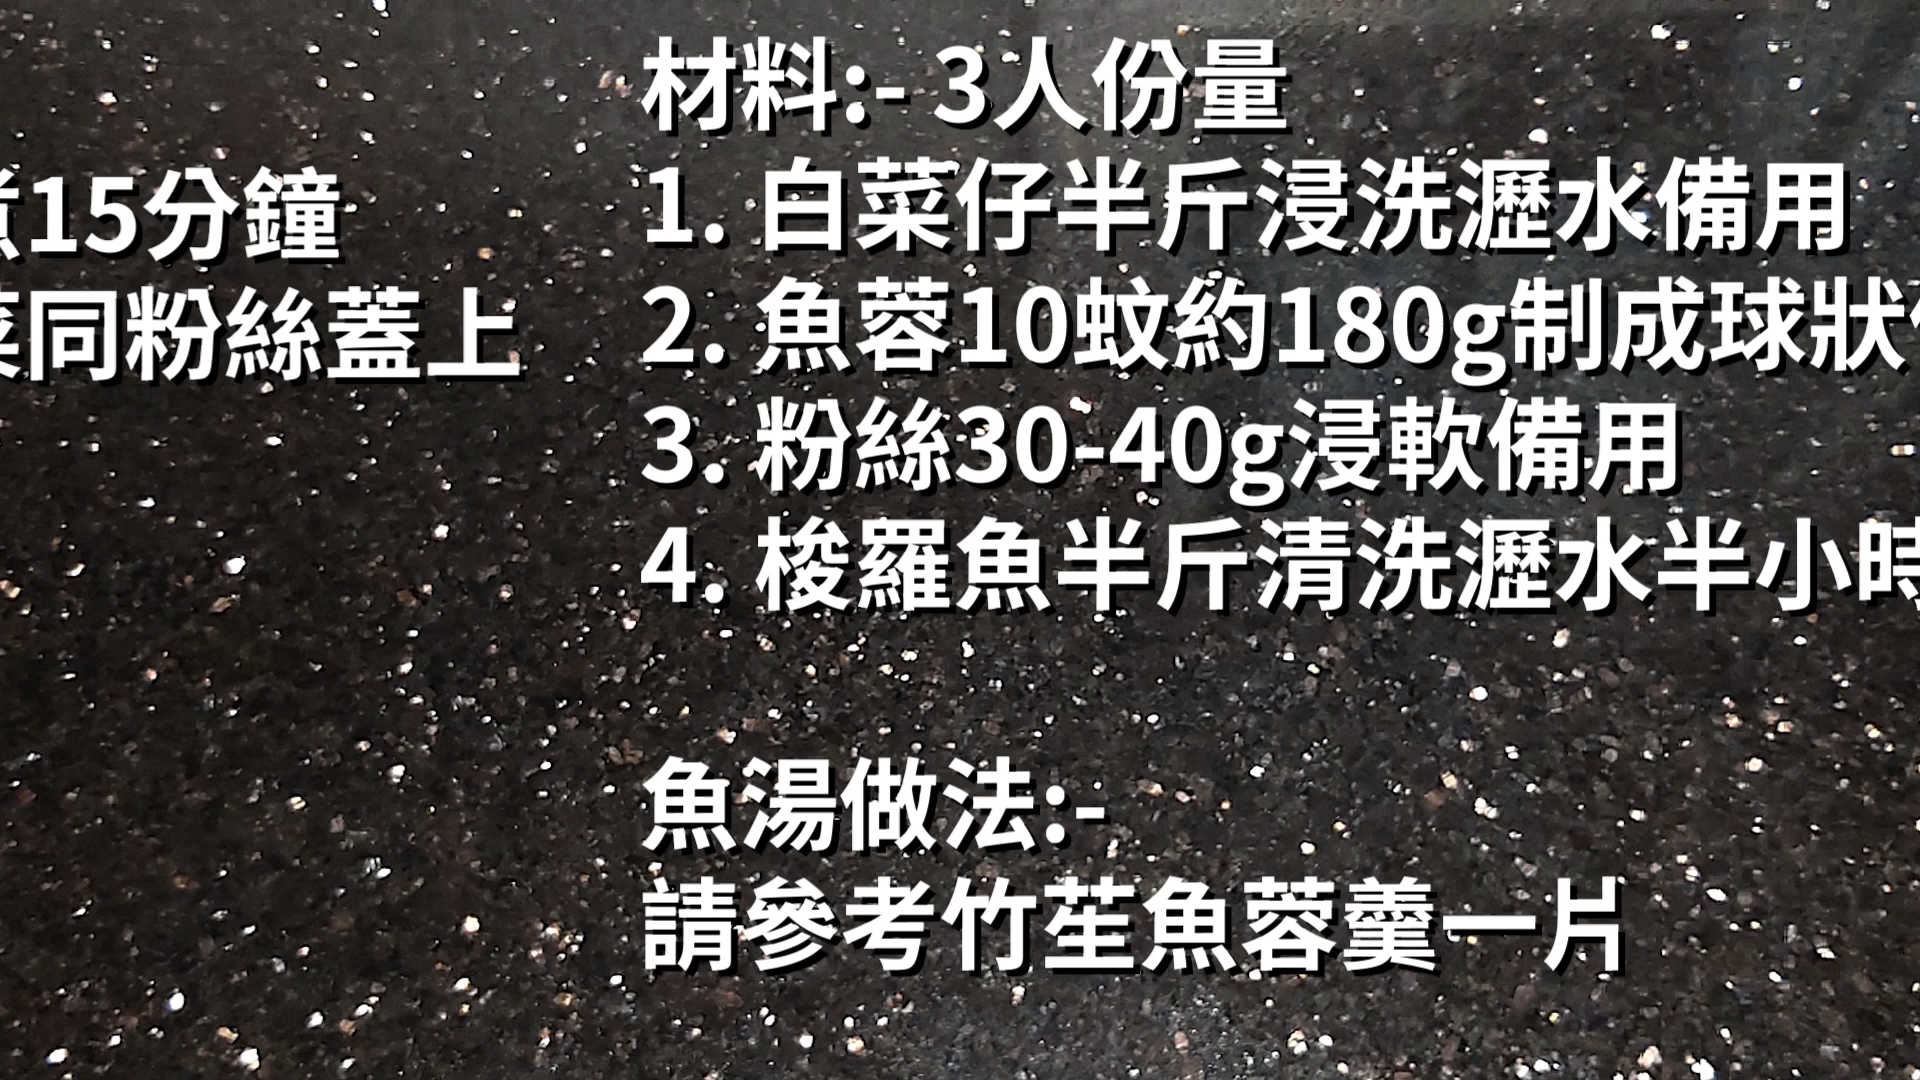 15分鐘
同粉絲蓋上
材料:- 3人份量
1. 白菜仔半斤浸洗瀝水備用
2. 魚蓉10蚊約180g制成球狀
3. 粉絲30-40g浸軟備用
4. 梭羅魚半斤清洗瀝水半小時
魚湯做法:-
請參考竹笙魚蓉羹一片